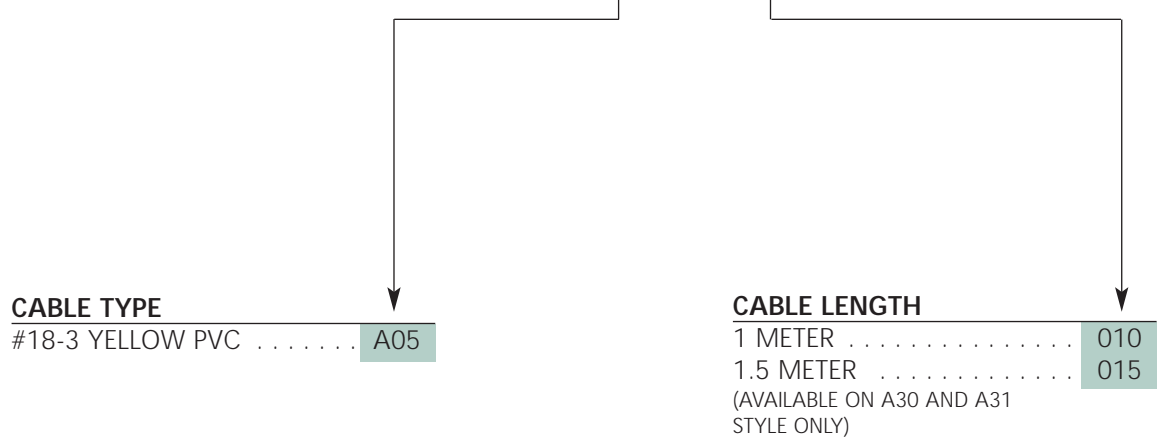 CABLE TYPE
#18-3 YELLOW PVC . . . . . . . A05
CABLE LENGTH
1 METER . . . . . . . . . . . . . . . 010
1.5 METER . . . . . . . . . . . . . 015
(AVAILABLE ON A30 AND A31
STYLE ONLY)